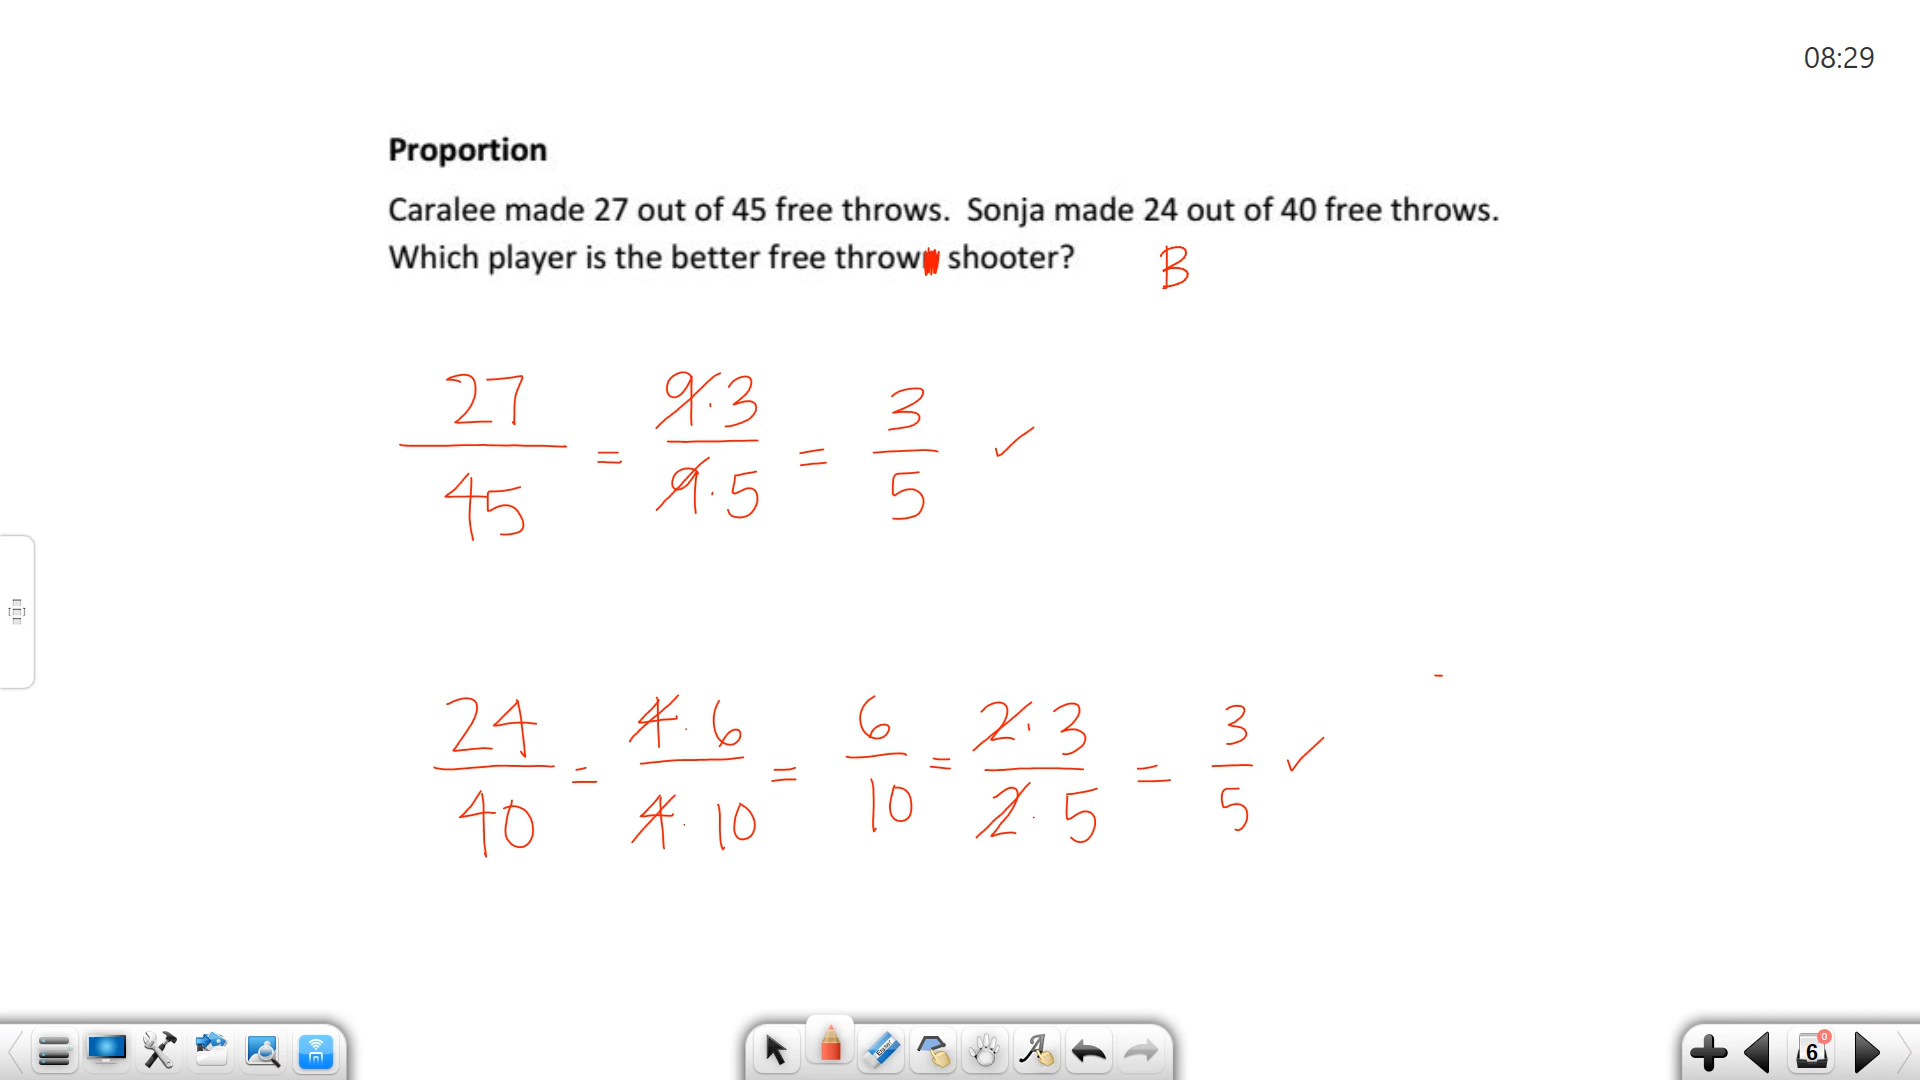 08:29
Proportion
Caralee made 27 out of 45 free throws.  Sonja made 24 out of 40 free throws.
Which player is the better free throw shooter? B
27/45 = 9·3/9·5 = 3/5 ✓
24/40 = 4·6/4·10 = 6/10 = 2·3/2·5 = 3/5 ✓
Eraser
A
6
0